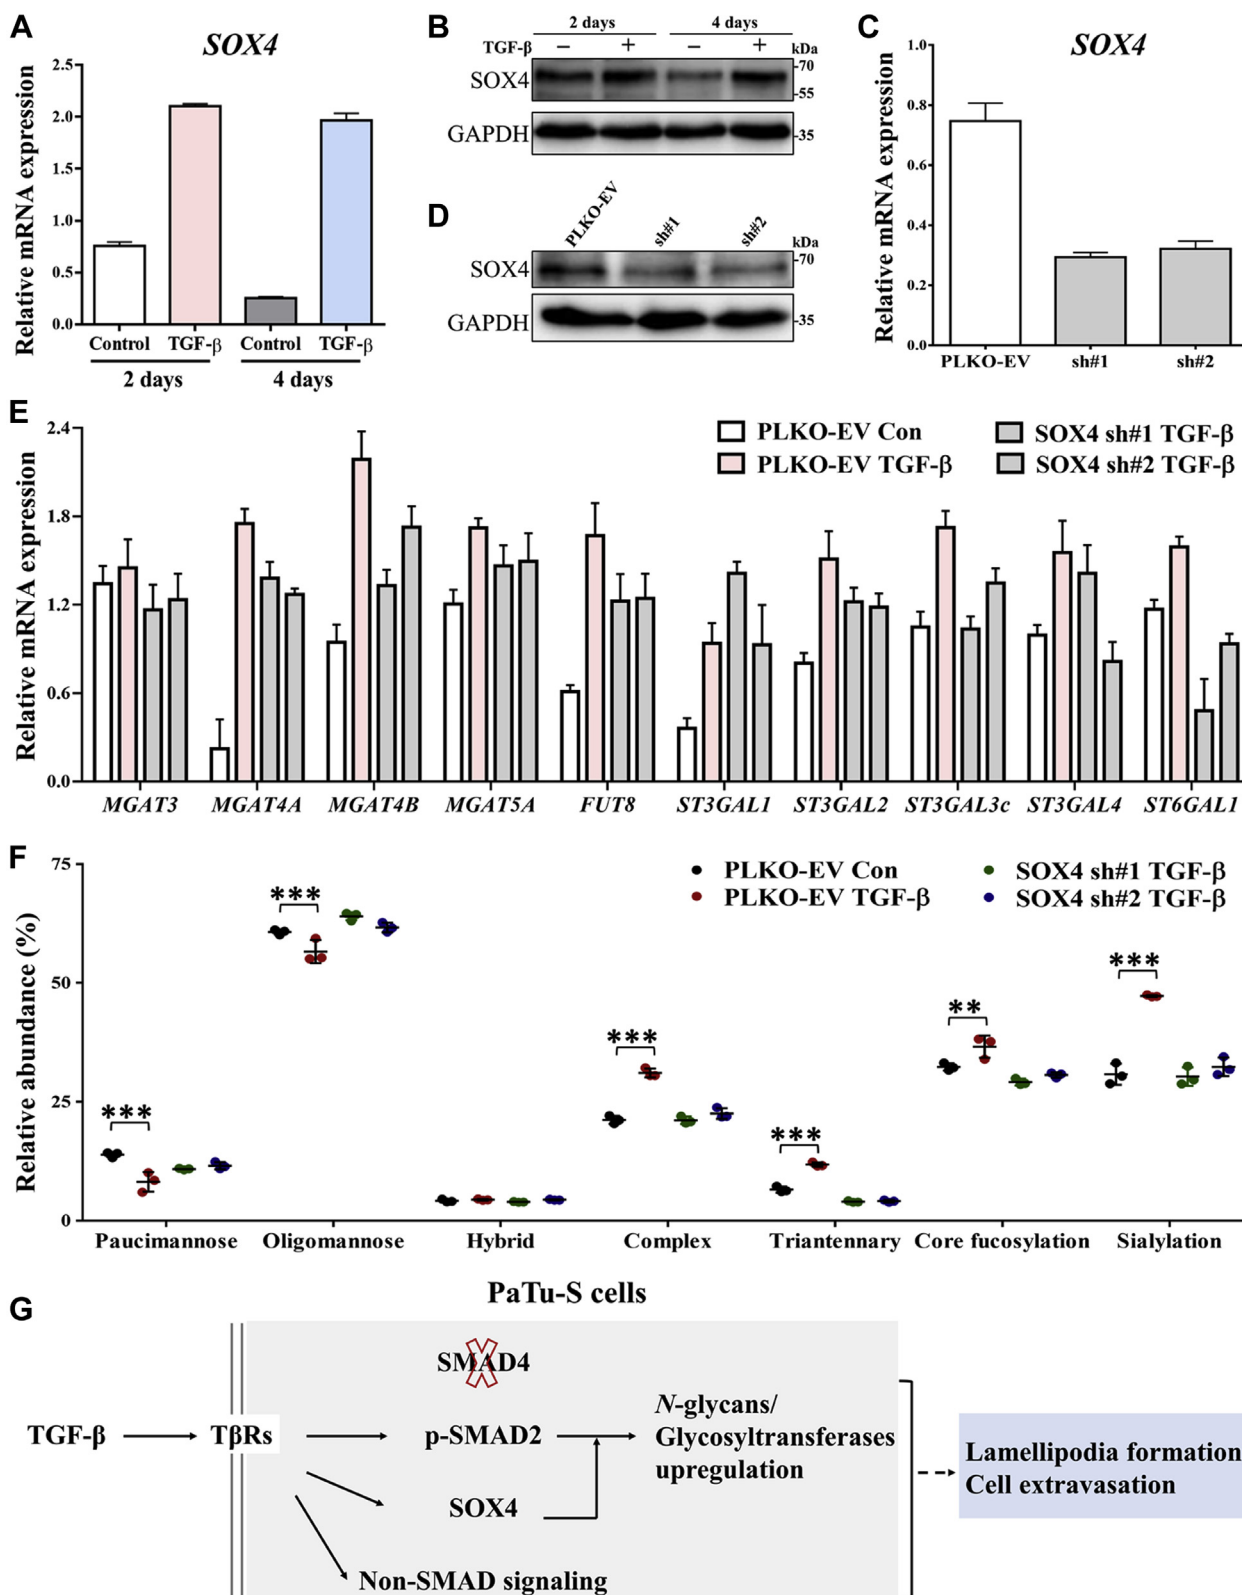 A
SOX4
Relative mRNA expression
2.5
2.0
1.5
1.0
0.5
0.0
Control
TGF-β
Control
TGF-β
2 days
4 days
B
2 days
4 days
TGF-β
− + − +
kDa
SOX4
-70
-55
GAPDH
-35
C
SOX4
Relative mRNA expression
1.0
0.8
0.6
0.4
0.2
0.0
PLKO-EV
sh#1
sh#2
D
PLKO-EV
sh#1
sh#2
kDa
SOX4
-70
GAPDH
-35
E
Relative mRNA expression
2.4
1.8
1.2
0.6
0.0
PLKO-EV Con
PLKO-EV TGF-β
SOX4 sh#1 TGF-β
SOX4 sh#2 TGF-β
MGAT3
MGAT4A
MGAT4B
MGAT5A
FUT8
ST3GAL1
ST3GAL2
ST3GAL3c
ST3GAL4
ST6GAL1
F
Relative abundance (%)
75
50
25
0
PLKO-EV Con
PLKO-EV TGF-β
SOX4 sh#1 TGF-β
SOX4 sh#2 TGF-β
***
***
***
***
**
***
Paucimannose
Oligomannose
Hybrid
Complex
Triantennary
Core fucosylation
Sialylation
G
PaTu-S cells
SMAD4
TGF-β
TβRs
p-SMAD2
N-glycans/
Glycosyltransferases
upregulation
SOX4
Non-SMAD signaling
Lamellipodia formation
Cell extravasation